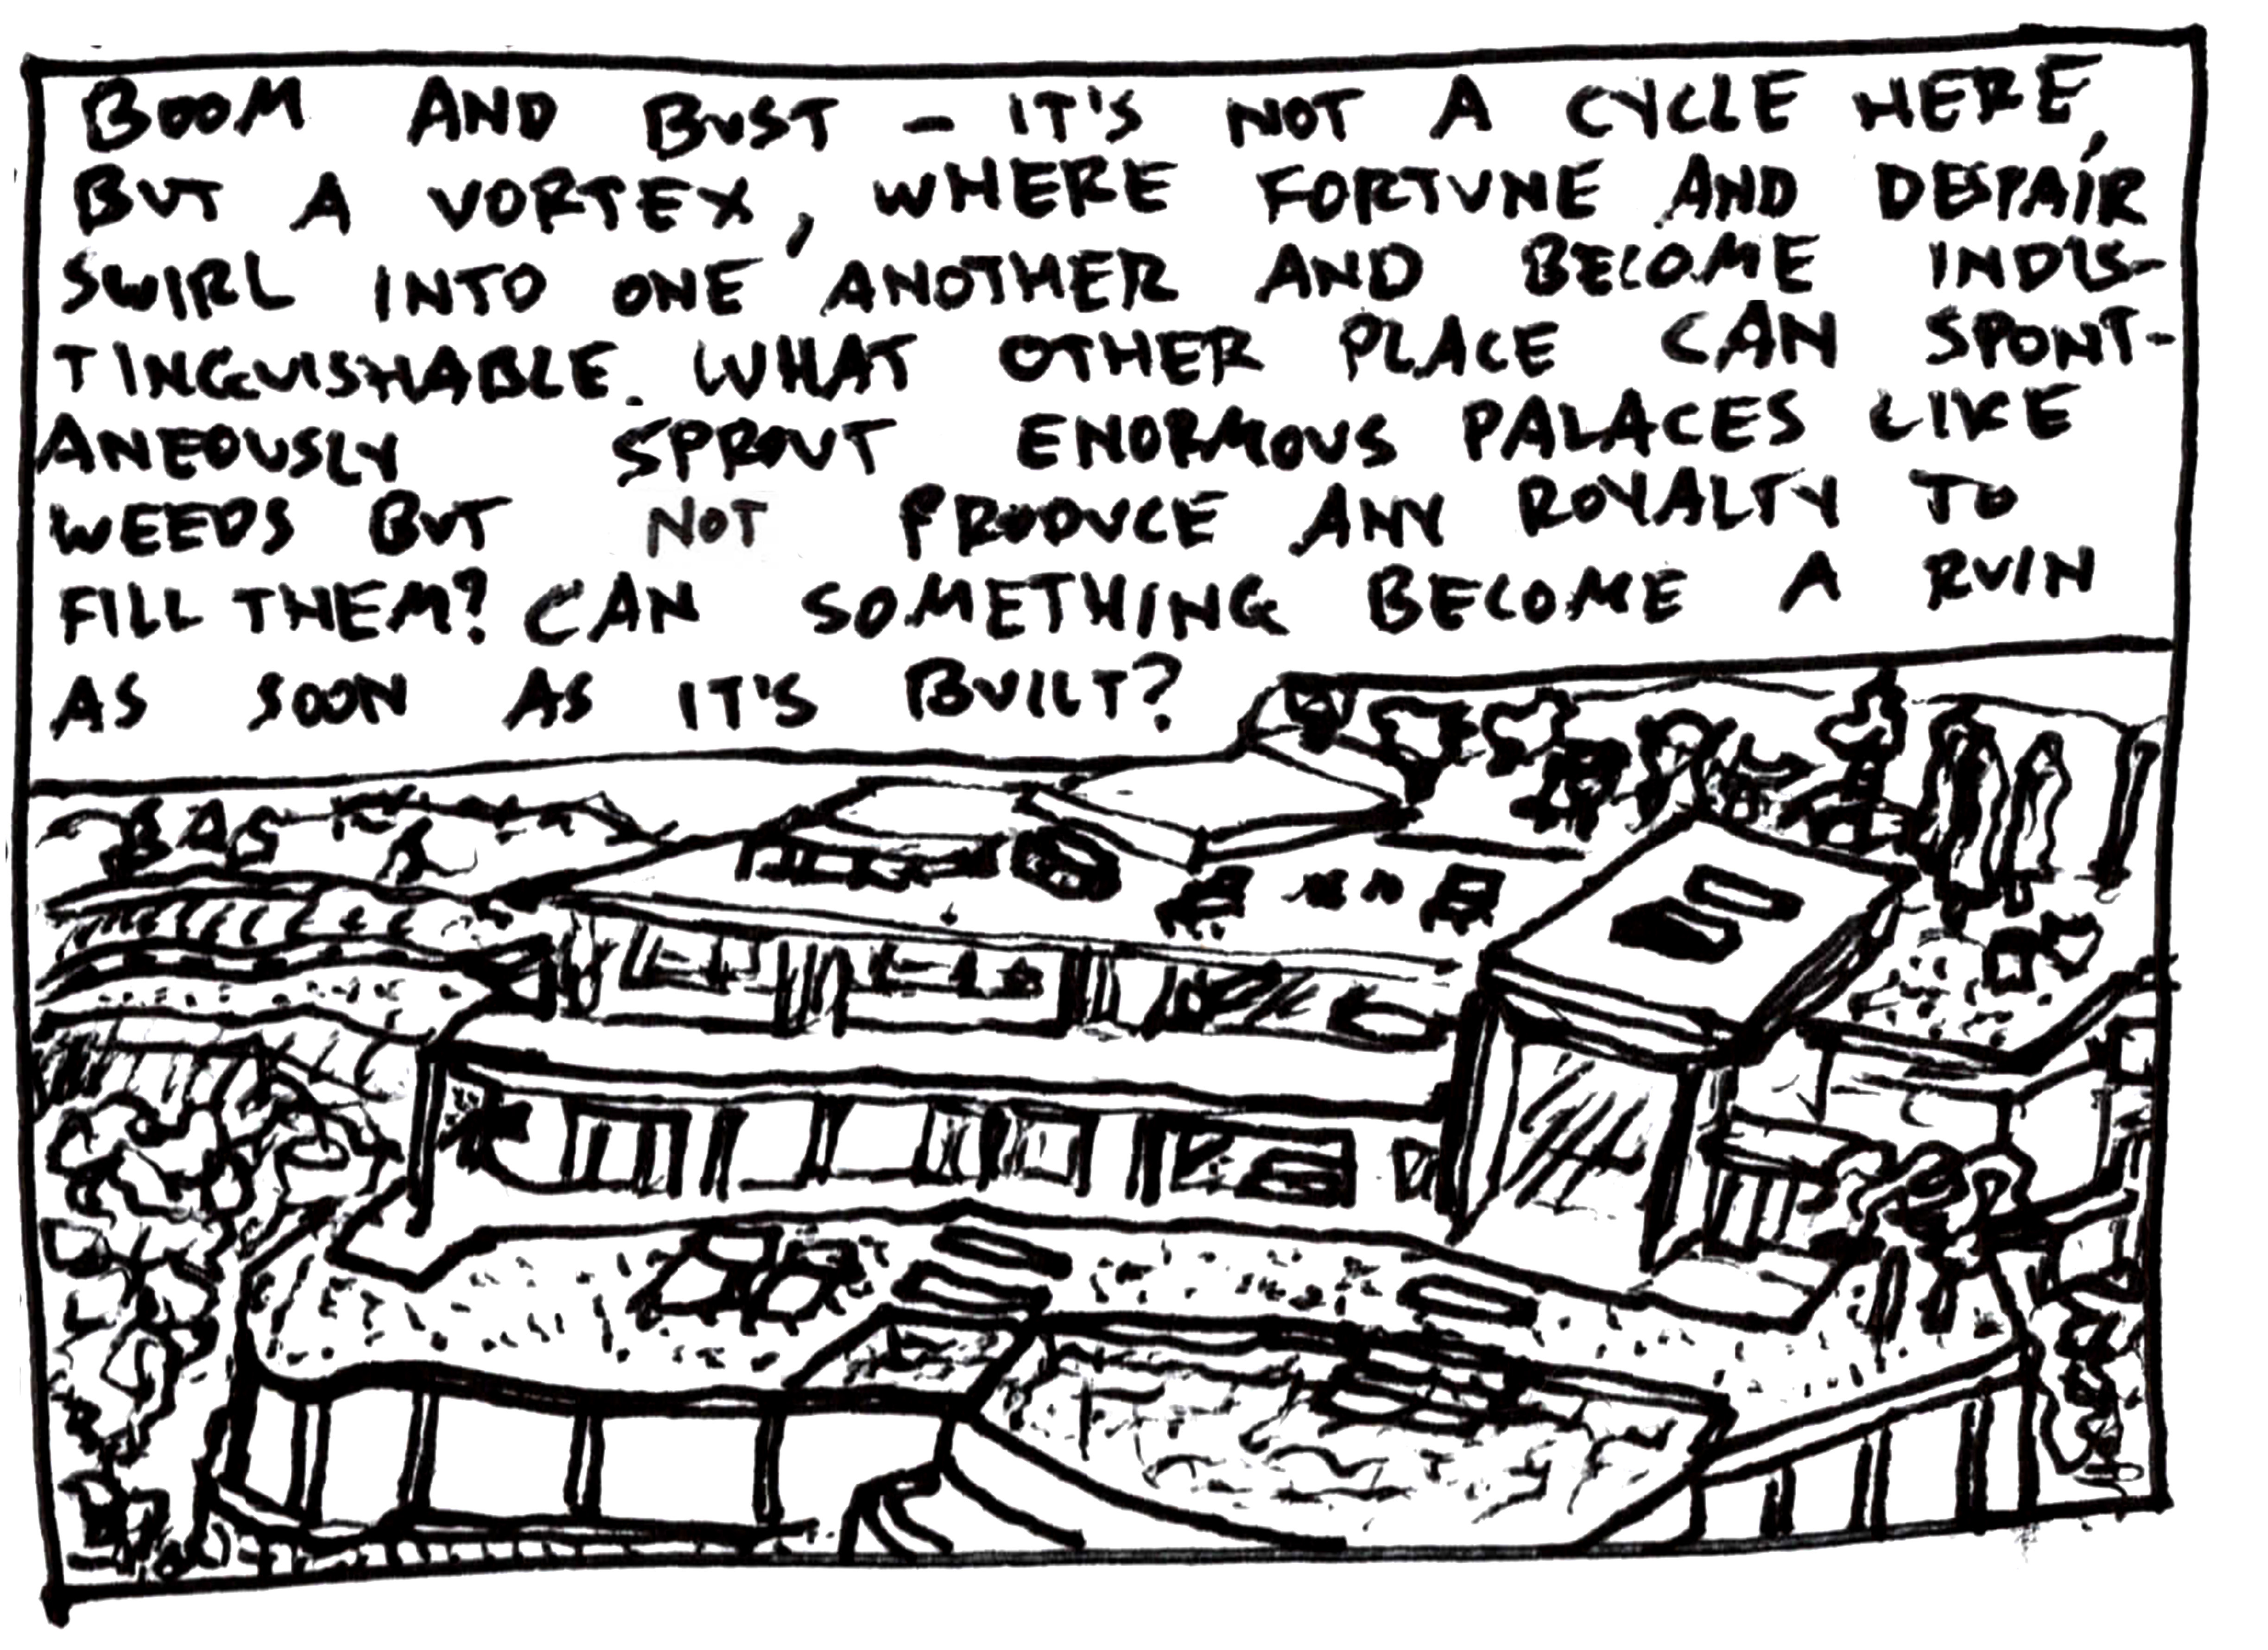 BOOM AND BUST - IT'S NOT A CYCLE HERE,
BUT A VORTEX, WHERE FORTUNE AND DESPAIR
SWIRL INTO ONE ANOTHER AND BECOME INDIS-
TINGUISHABLE. WHAT OTHER PLACE CAN SPONT-
ANEOUSLY SPROUT ENORMOUS PALACES LIKE
WEEDS BUT NOT PRODUCE ANY ROYALTY TO
FILL THEM? CAN SOMETHING BECOME A RUIN
AS SOON AS IT'S BUILT?